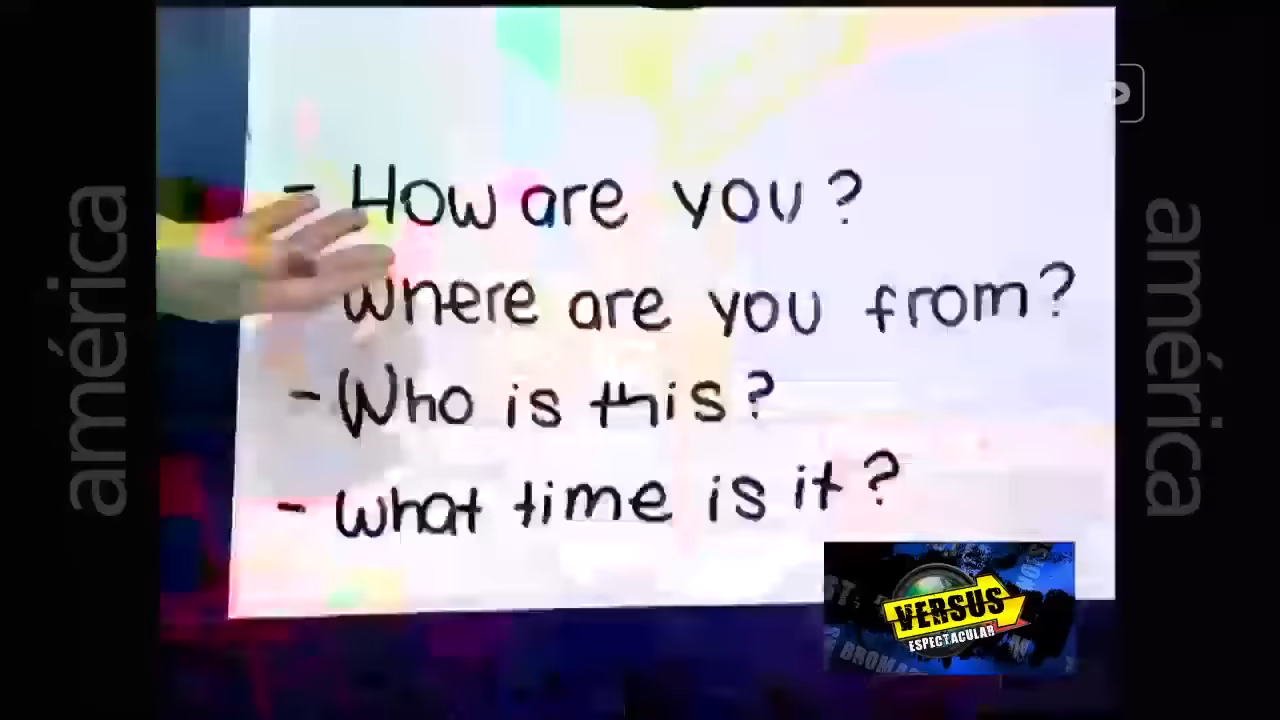 - How are you?
where are you from?
- Who is this?
- what time is it?
américa
américa
VERSUS
ESPECTACULAR